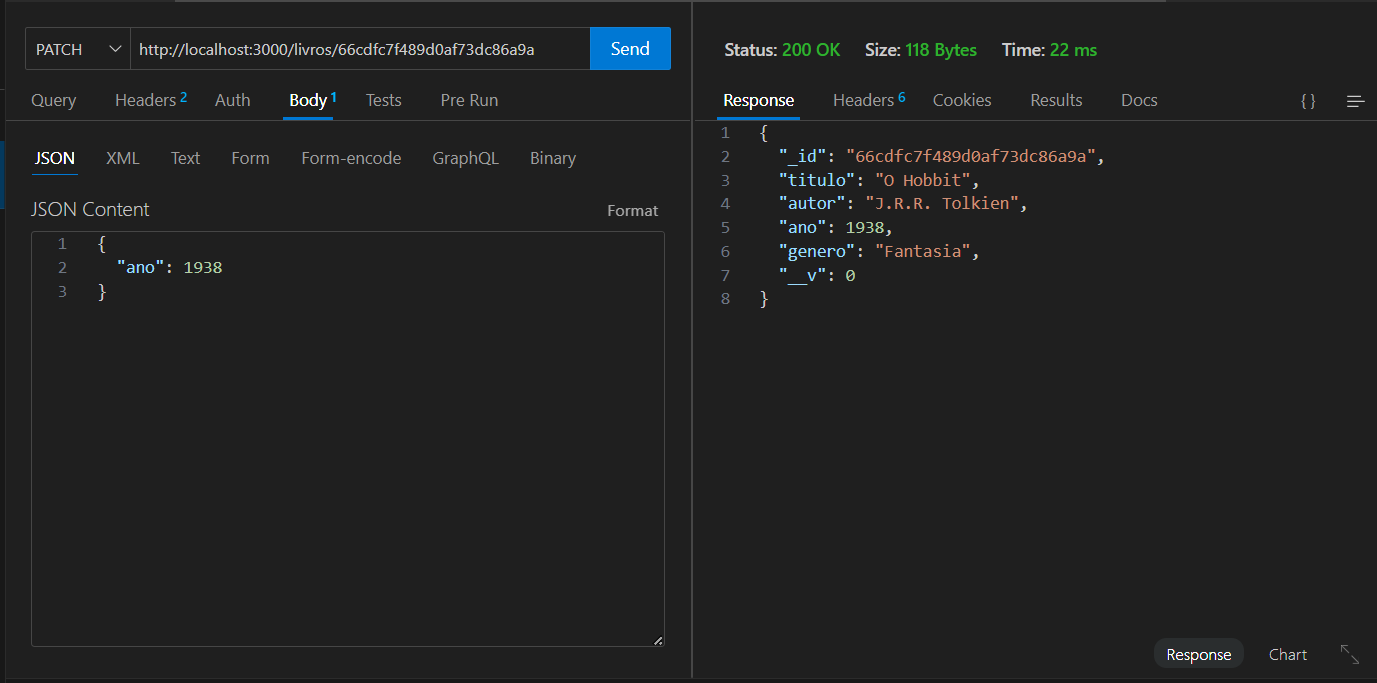 PATCH http://localhost:3000/livros/66cdfc7f489d0af73dc86a9a Send
Query Headers 2 Auth Body 1 Tests Pre Run
JSON XML Text Form Form-encode GraphQL Binary
JSON Content Format
1 {
2 "ano": 1938
3 }
Status: 200 OK Size: 118 Bytes Time: 22 ms
Response Headers 6 Cookies Results Docs { }
1 {
2 "_id": "66cdfc7f489d0af73dc86a9a",
3 "titulo": "O Hobbit",
4 "autor": "J.R.R. Tolkien",
5 "ano": 1938,
6 "genero": "Fantasia",
7 "__v": 0
8 }
Response Chart